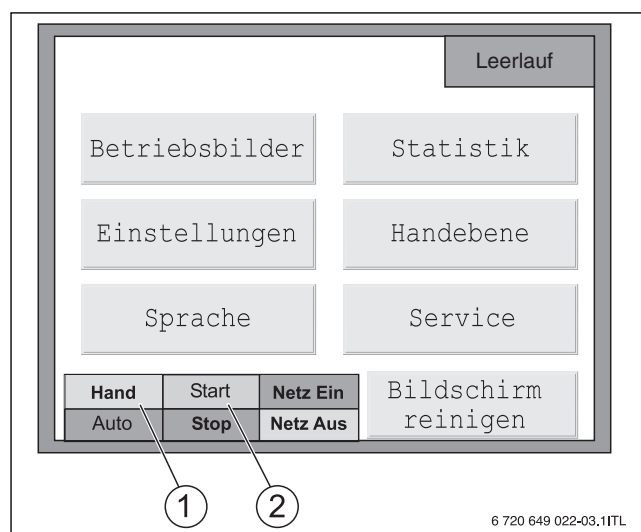 Leerlauf
Betriebsbilder
Statistik
Einstellungen
Handebene
Sprache
Service
Hand
Start
Netz Ein
Auto
Stop
Netz Aus
Bildschirm
reinigen
1
2
6 720 649 022-03.1ITL